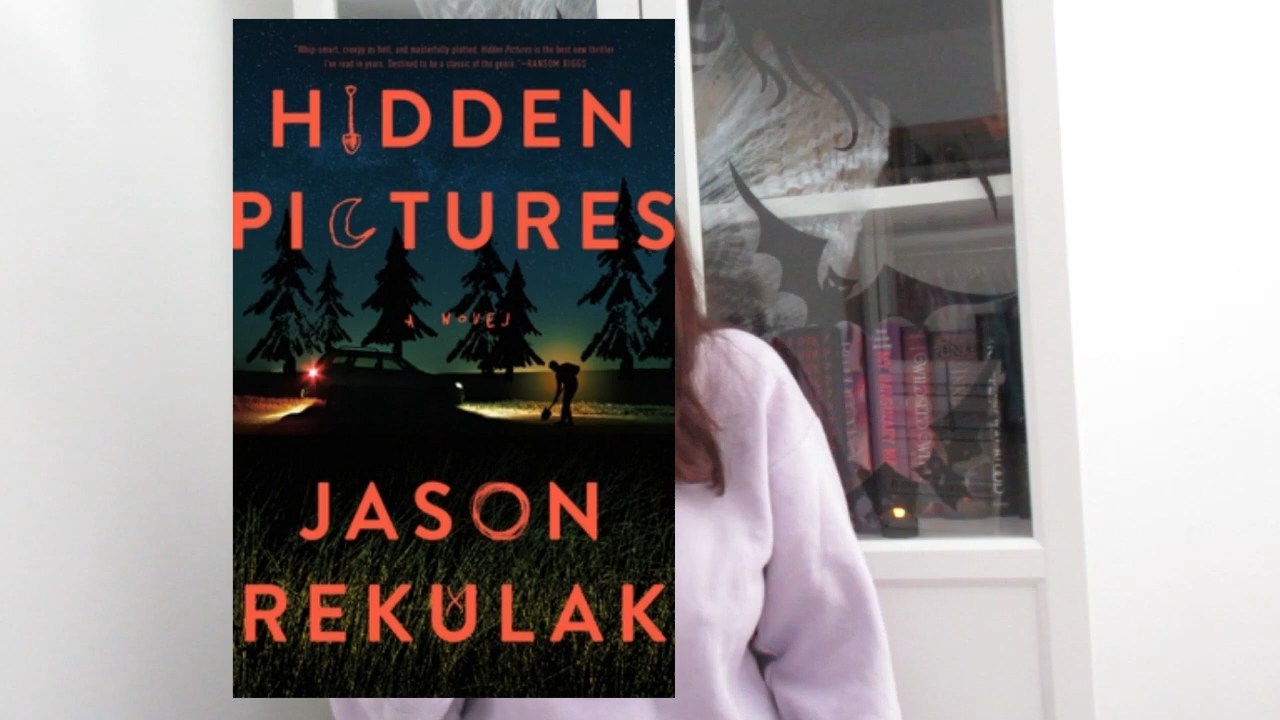 "Whip-smart, creepy as hell, and masterfully plotted, Hidden Pictures is the best new thriller
I've read in years. Destined to be a classic of the genre."—RANSOM RIGGS
HIDDEN
PICTURES
A NOVEL
JASON
REKULAK